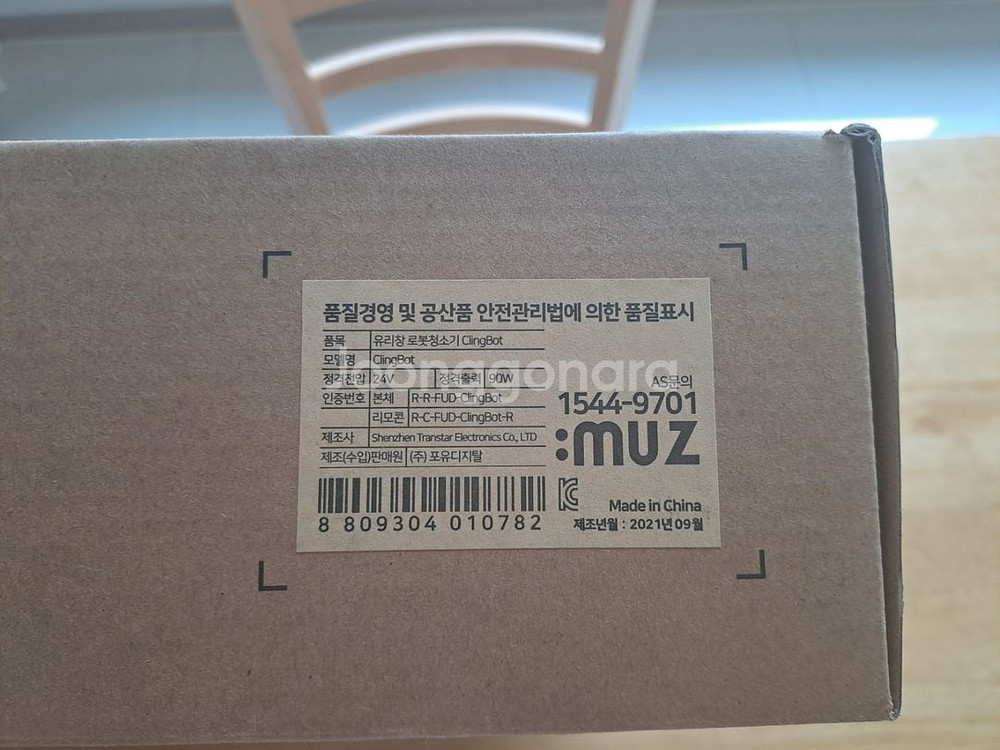 품질경영 및 공산품 안전관리법에 의한 품질표시
품목 유리창 로봇청소기 ClingBot
모델명 ClingBot
정격전압 24V 정격출력 90W
인증번호 본체 R-R-FUD-ClingBot
리모콘 R-C-FUD-ClingBot-R
제조사 Shenzhen Transtar Electronics Co., LTD
제조(수입)판매원 (주) 포유디지탈
AS문의
1544-9701
:muz
8 809304 010782
Made in China
제조년월 : 2021년 09월
Joonggonara